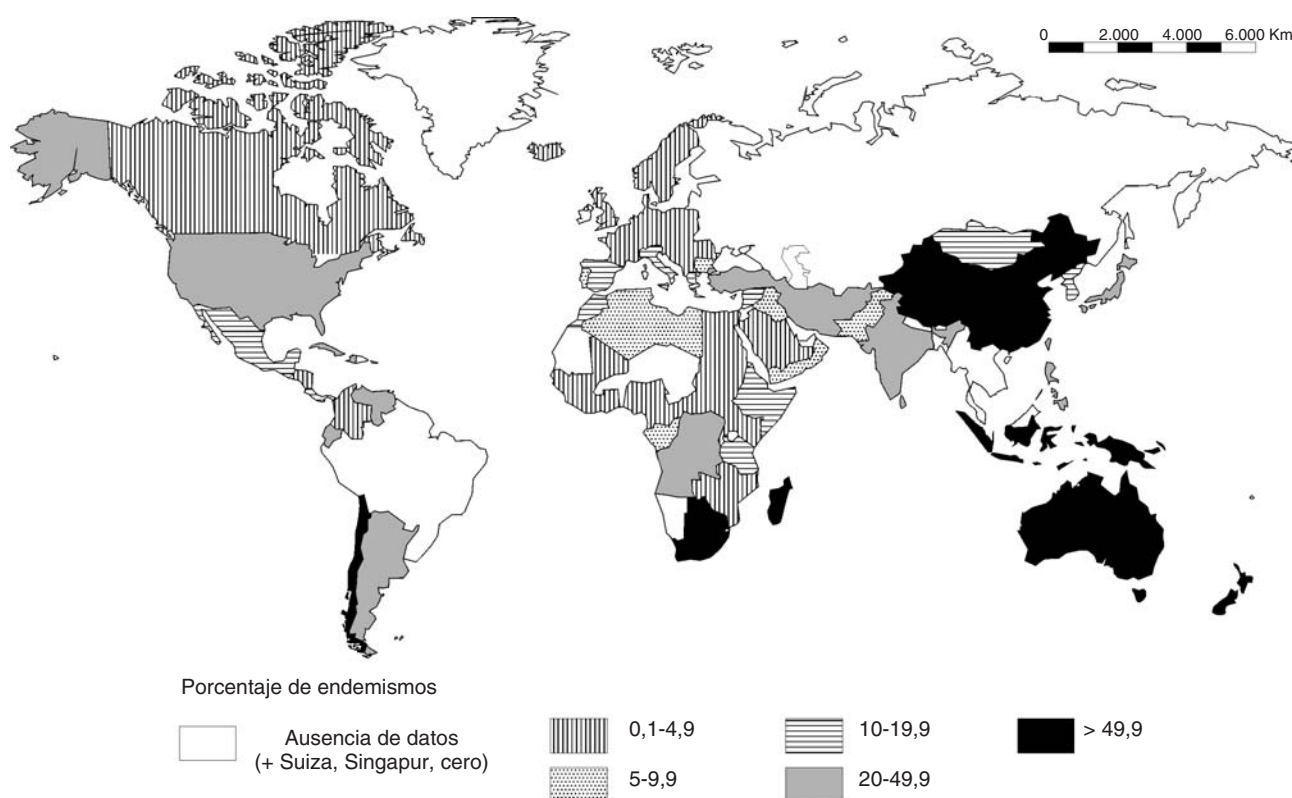 0 2.000 4.000 6.000 Km
Porcentaje de endemismos
Ausencia de datos
(+ Suiza, Singapur, cero)
0,1-4,9
10-19,9
> 49,9
5-9,9
20-49,9